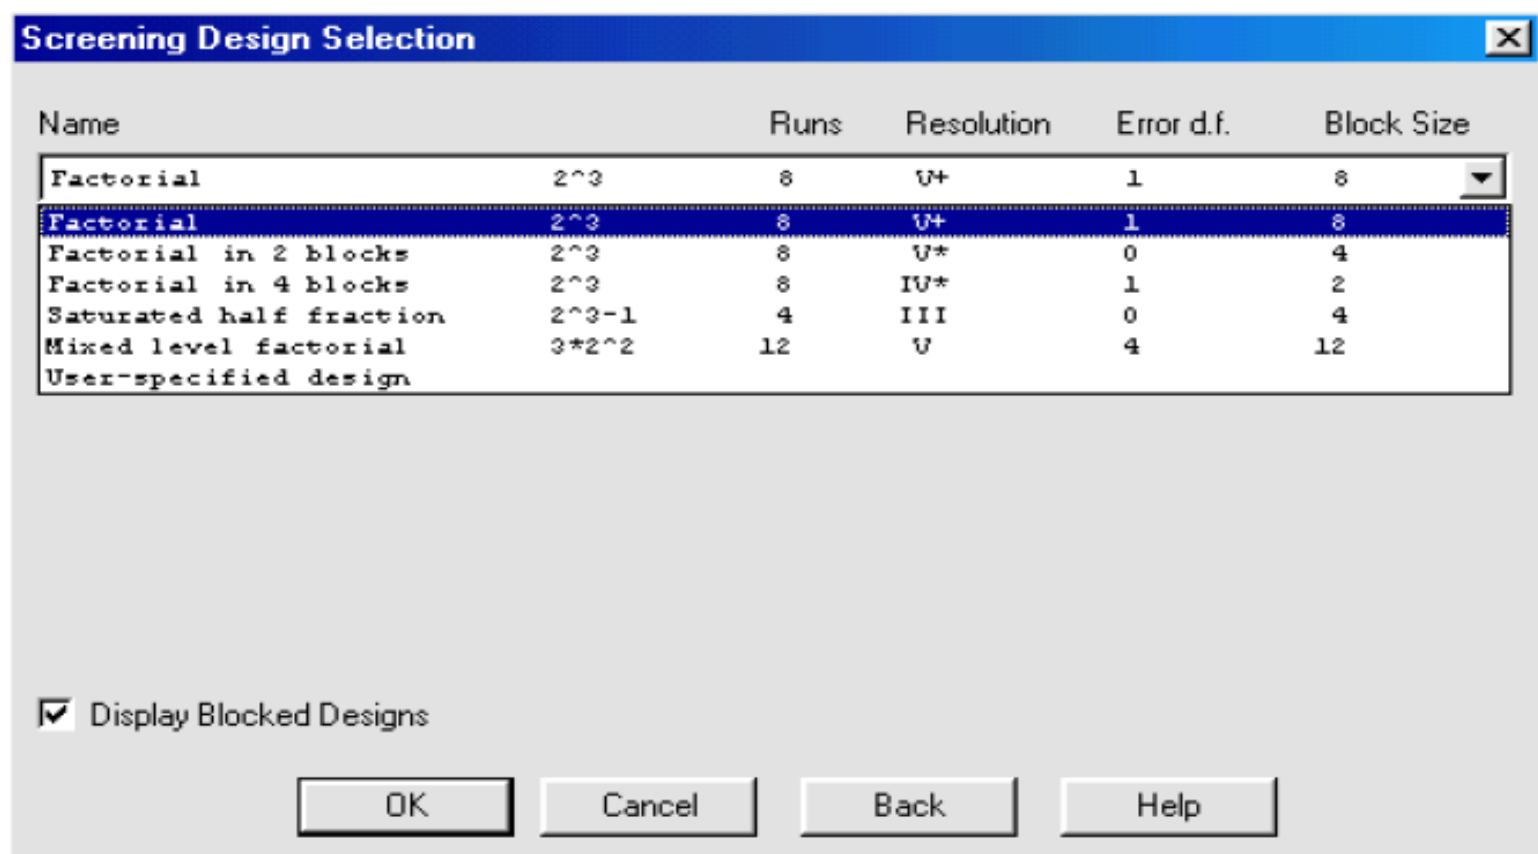 Screening Design Selection
Name Runs Resolution Error d.f. Block Size
Factorial 2^3 8 V+ 1 8
Factorial 2^3 8 V+ 1 8
Factorial in 2 blocks 2^3 8 V* 0 4
Factorial in 4 blocks 2^3 8 IV* 1 2
Saturated half fraction 2^3-1 4 III 0 4
Mixed level factorial 3*2^2 12 V 4 12
User-specified design
Display Blocked Designs
OK Cancel Back Help